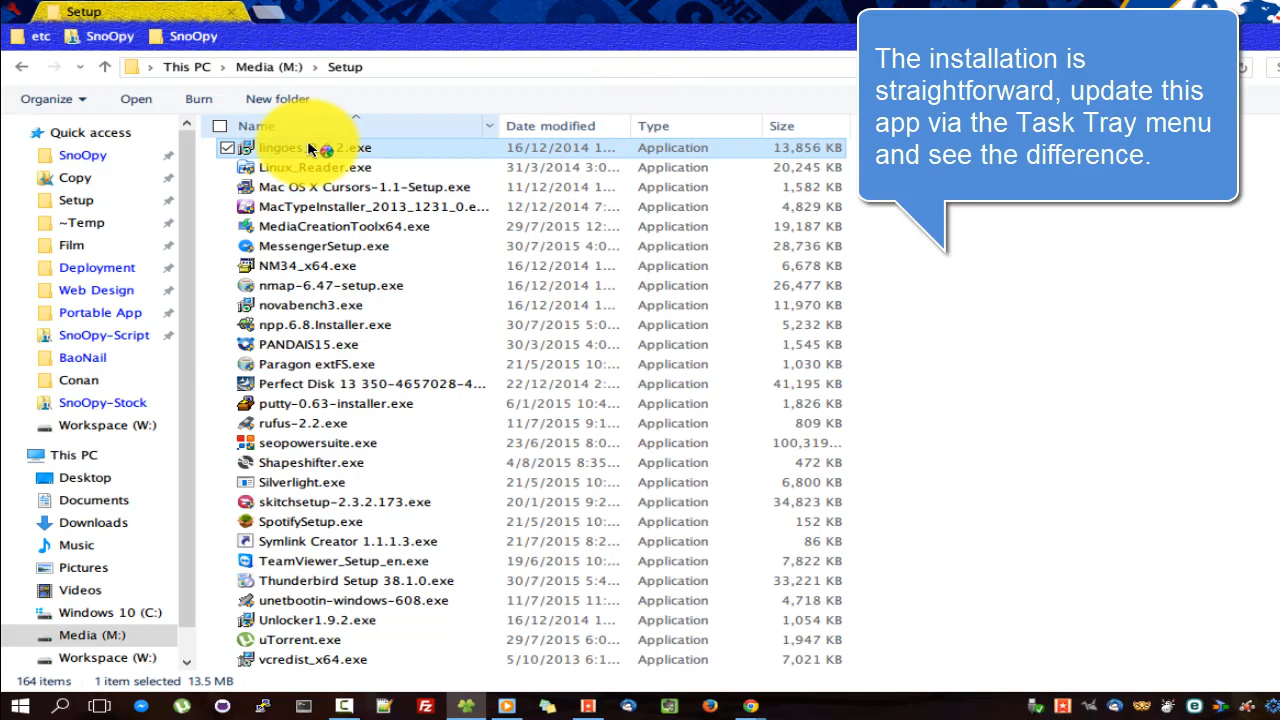 Setup
etc SnoOpy SnoOpy
The installation is
straightforward, update this
app via the Task Tray menu
and see the difference.
This PC Media (M:) Setup
Organize Open Burn New folder
Name Date modified Type Size
Quick access
SnoOpy
Copy
Setup
~Temp
Film
Deployment
Web Design
Portable App
SnoOpy-Script
BaoNail
Conan
SnoOpy-Stock
Workspace (W:)
This PC
Desktop
Documents
Downloads
Music
Pictures
Videos
Windows 10 (C:)
Media (M:)
Workspace (W:)
16/12/2014 1... Application 13,856 KB
Linux_Reader.exe 31/3/2014 3:0... Application 20,245 KB
Mac OS X Cursors-1.1-Setup.exe 11/12/2014 1... Application 1,582 KB
MacTypeInstaller_2013_1231_0.e... 12/12/2014 7:... Application 4,829 KB
MediaCreationToolx64.exe 29/7/2015 12:... Application 19,187 KB
MessengerSetup.exe 30/7/2015 4:0... Application 28,736 KB
NM34_x64.exe 16/12/2014 1... Application 6,678 KB
nmap-6.47-setup.exe 16/12/2014 1... Application 26,477 KB
novabench3.exe 16/12/2014 1... Application 11,970 KB
npp.6.8.Installer.exe 30/7/2015 5:0... Application 5,232 KB
PANDAIS15.exe 30/3/2015 4:0... Application 1,545 KB
Paragon extFS.exe 21/5/2015 10:... Application 1,030 KB
Perfect Disk 13 350-4657028-4... 22/12/2014 2:... Application 41,195 KB
putty-0.63-installer.exe 6/1/2015 10:4... Application 1,826 KB
rufus-2.2.exe 11/7/2015 9:1... Application 809 KB
seopowersuite.exe 23/6/2015 8:0... Application 100,319...
Shapeshifter.exe 4/8/2015 8:35... Application 472 KB
Silverlight.exe 21/5/2015 10:... Application 6,800 KB
skitchsetup-2.3.2.173.exe 20/1/2015 9:2... Application 34,823 KB
SpotifySetup.exe 21/5/2015 10:... Application 152 KB
Symlink Creator 1.1.1.3.exe 21/5/2015 10:... Application 86 KB
TeamViewer_Setup_en.exe 19/6/2015 10:... Application 7,822 KB
Thunderbird Setup 38.1.0.exe 30/7/2015 5:4... Application 33,221 KB
unetbootin-windows-608.exe 11/7/2015 11:... Application 4,718 KB
Unlocker1.9.2.exe 16/12/2014 1... Application 1,054 KB
uTorrent.exe 29/7/2015 6:0... Application 1,947 KB
vcredist_x64.exe 5/10/2013 6:1... Application 7,021 KB
164 items 1 item selected 13.5 MB